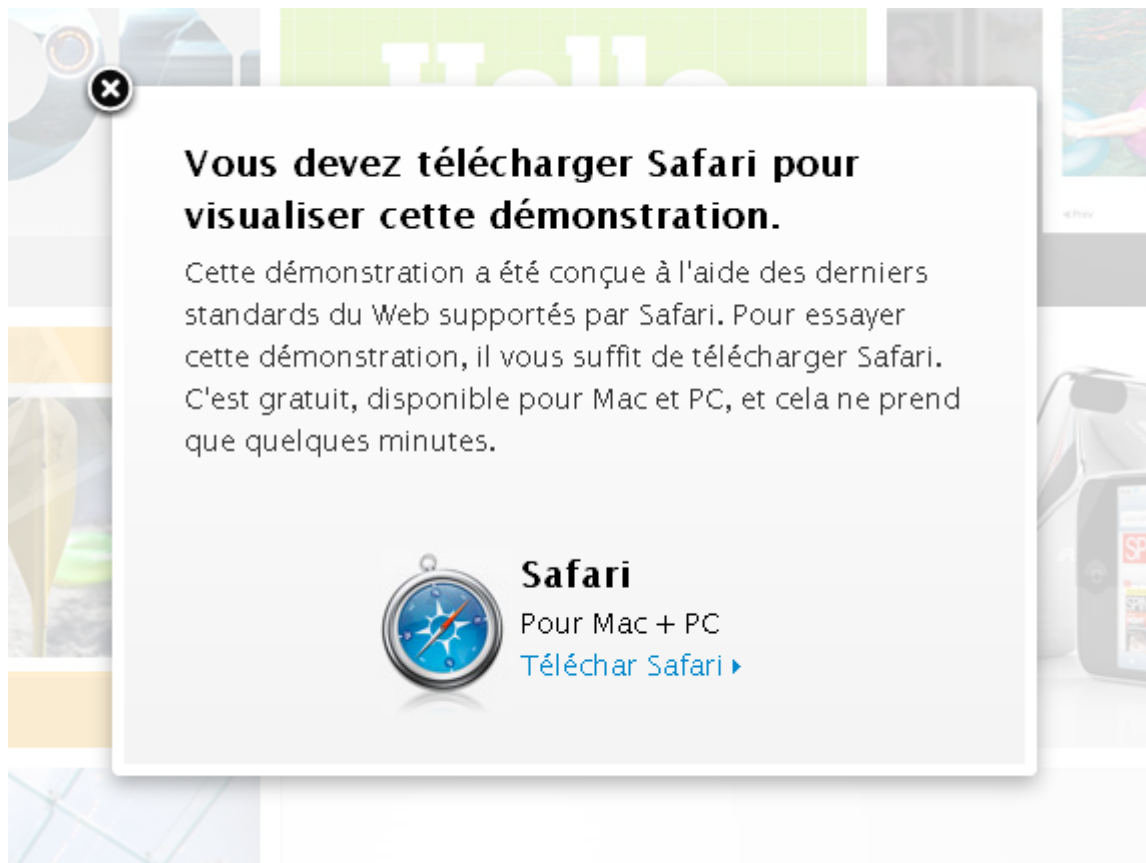 Hello
Vous devez télécharger Safari pour
visualiser cette démonstration.
◀ Prev
Cette démonstration a été conçue à l'aide des derniers
standards du Web supportés par Safari. Pour essayer
cette démonstration, il vous suffit de télécharger Safari.
C'est gratuit, disponible pour Mac et PC, et cela ne prend
que quelques minutes.
Safari
Pour Mac + PC
Téléchar Safari ▸